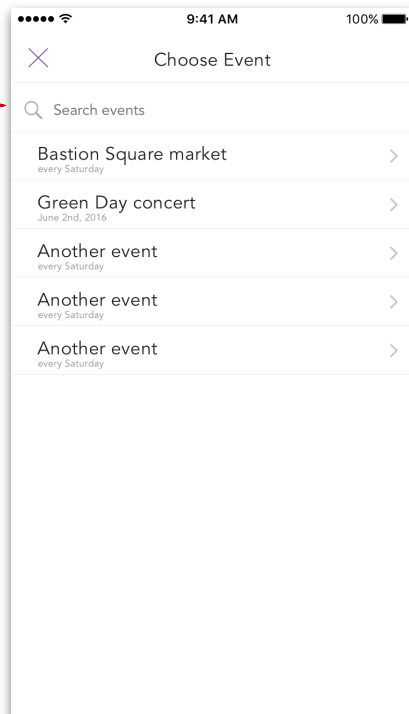 9:41 AM 100%
Choose Event
Search events
Bastion Square market
every Saturday
Green Day concert
June 2nd, 2016
Another event
every Saturday
Another event
every Saturday
Another event
every Saturday